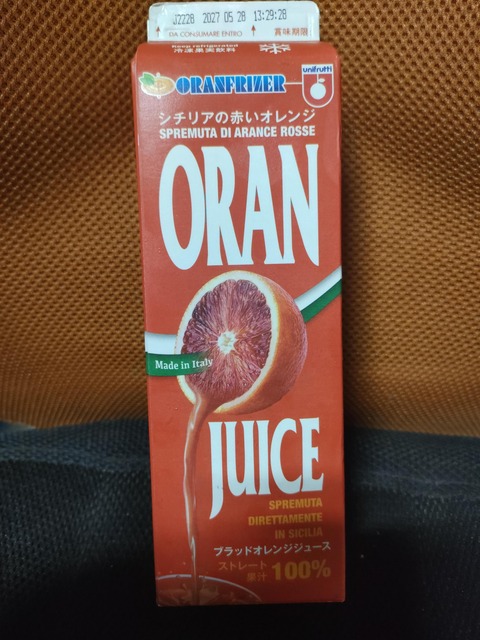 J2228 2027 05 28 13:29:28
DA CONSUMARE ENTRO 賞味期限
Keep refrigerated
冷凍果実飲料
ORANFRIZER
unifrutti
シチリアの赤いオレンジ
SPREMUTA DI ARANCE ROSSE
ORAN
Made in Italy
JUICE
SPREMUTA
DIRETTAMENTE
IN SICILIA
ブラッドオレンジジュース
ストレート
果汁 100%